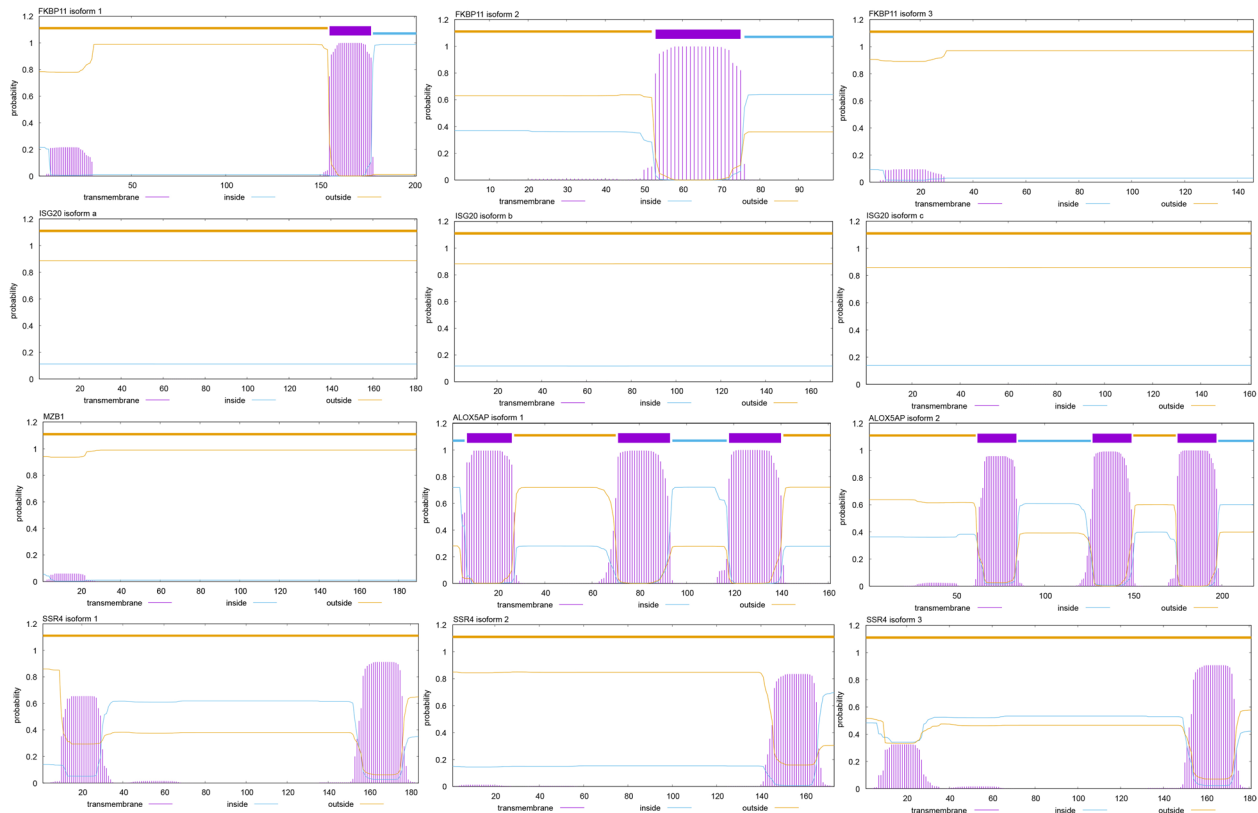 FKBP11 isoform 1
1.2
1
0.8
0.6
0.4
0.2
0
probability
50
100
150
200
transmembrane
inside
outside
FKBP11 isoform 2
1.2
1
0.8
0.6
0.4
0.2
0
probability
10
20
30
40
50
60
70
80
90
transmembrane
inside
outside
FKBP11 isoform 3
1.2
1
0.8
0.6
0.4
0.2
0
probability
20
40
60
80
100
120
140
transmembrane
inside
outside
ISG20 isoform a
1.2
1
0.8
0.6
0.4
0.2
0
probability
20
40
60
80
100
120
140
160
180
transmembrane
inside
outside
ISG20 isoform b
1.2
1
0.8
0.6
0.4
0.2
0
probability
20
40
60
80
100
120
140
160
transmembrane
inside
outside
ISG20 isoform c
1.2
1
0.8
0.6
0.4
0.2
0
probability
20
40
60
80
100
120
140
160
transmembrane
inside
outside
MZB1
1.2
1
0.8
0.6
0.4
0.2
0
probability
20
40
60
80
100
120
140
160
180
transmembrane
inside
outside
ALOX5AP isoform 1
1.2
1
0.8
0.6
0.4
0.2
0
probability
20
40
60
80
100
120
140
160
transmembrane
inside
outside
ALOX5AP isoform 2
1.2
1
0.8
0.6
0.4
0.2
0
probability
50
100
150
200
transmembrane
inside
outside
SSR4 isoform 1
1.2
1
0.8
0.6
0.4
0.2
0
probability
20
40
60
80
100
120
140
160
180
transmembrane
inside
outside
SSR4 isoform 2
1.2
1
0.8
0.6
0.4
0.2
0
probability
20
40
60
80
100
120
140
160
transmembrane
inside
outside
SSR4 isoform 3
1.2
1
0.8
0.6
0.4
0.2
0
probability
20
40
60
80
100
120
140
160
180
transmembrane
inside
outside